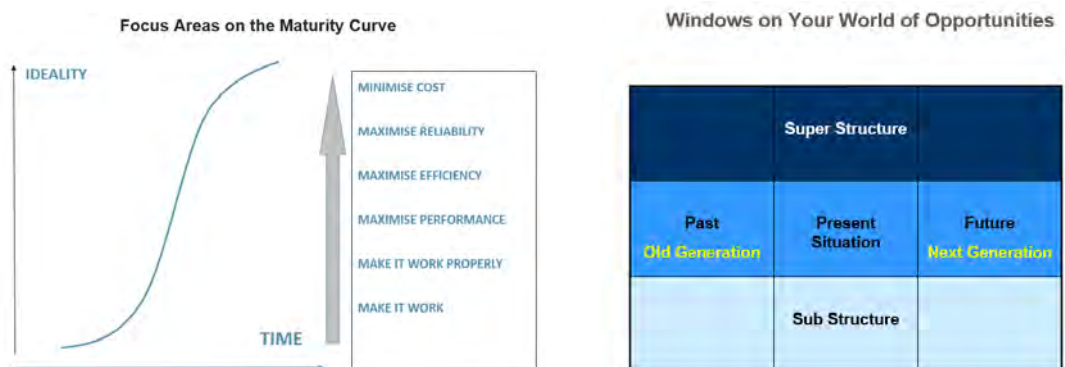 Focus Areas on the Maturity Curve
IDEALITY
TIME
MINIMISE COST
MAXIMISE RELIABILITY
MAXIMISE EFFICIENCY
MAXIMISE PERFORMANCE
MAKE IT WORK PROPERLY
MAKE IT WORK
Windows on Your World of Opportunities
Super Structure
Past
Old Generation
Present
Situation
Future
Next Generation
Sub Structure